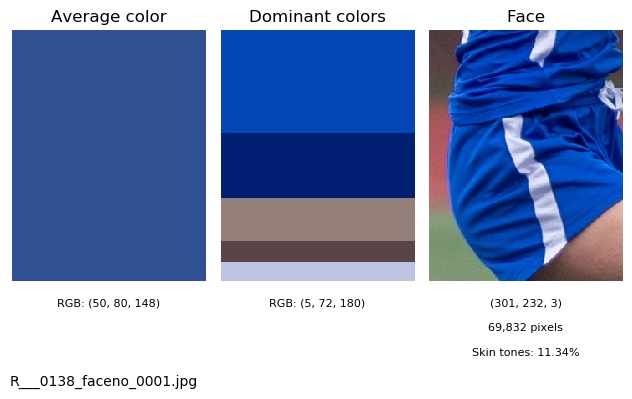 Average color
Dominant colors
Face
RGB: (50, 80, 148)
RGB: (5, 72, 180)
(301, 232, 3)
69,832 pixels
Skin tones: 11.34%
R___0138_faceno_0001.jpg